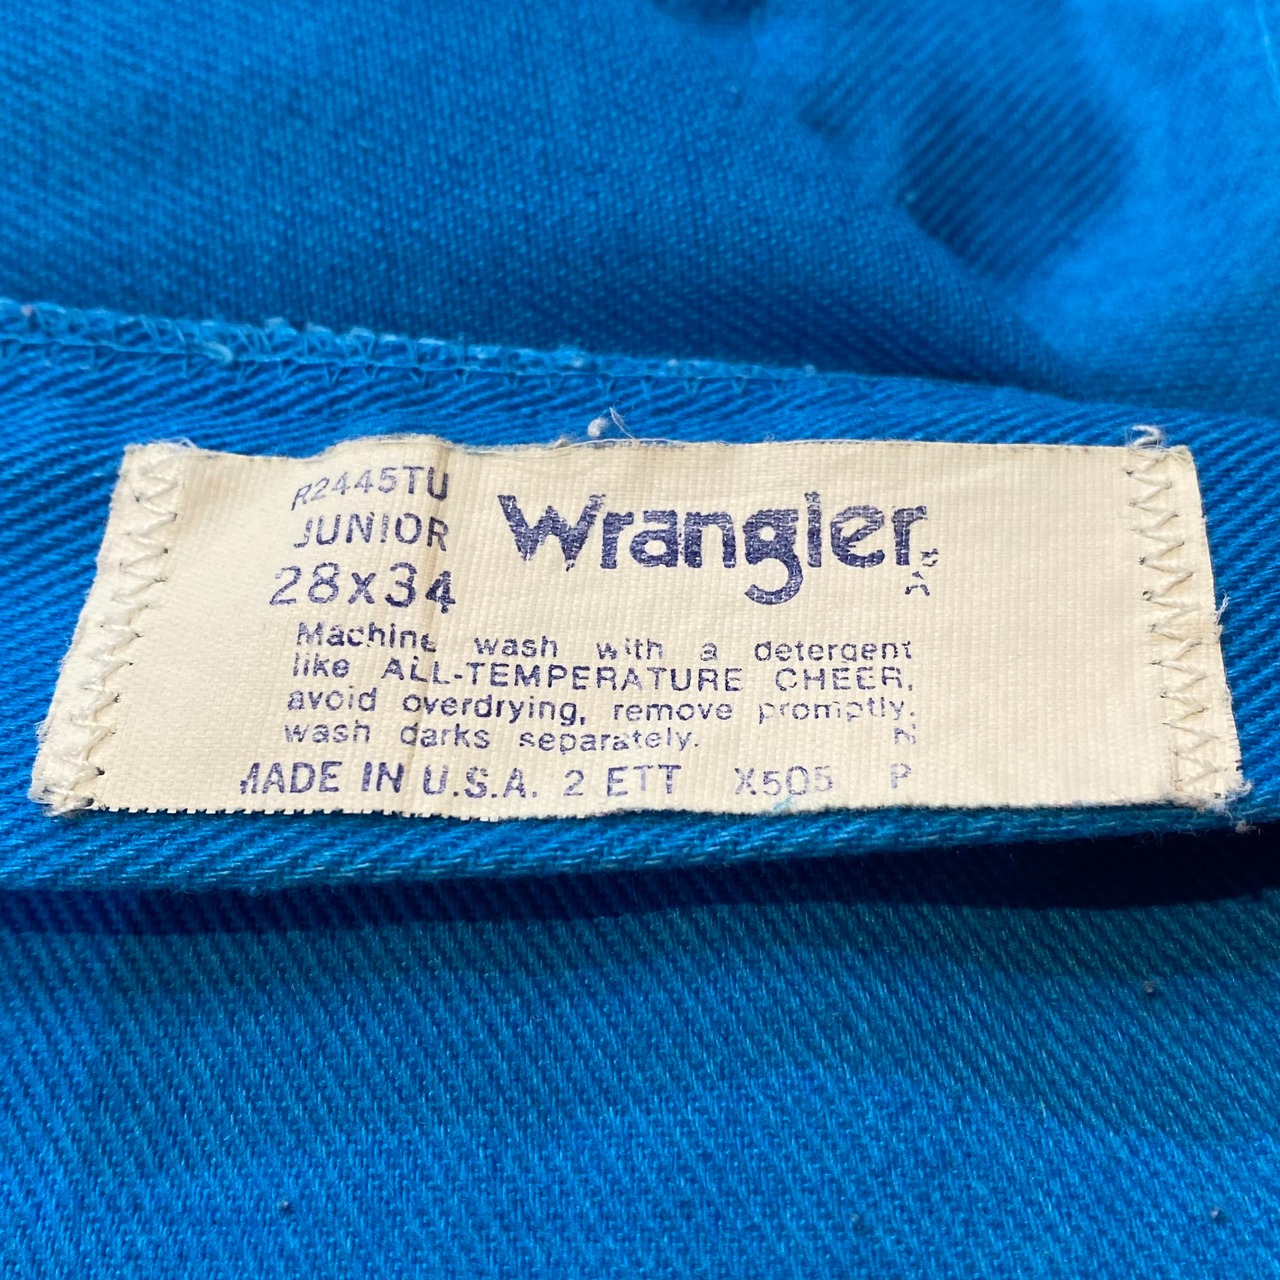 R2445TU
JUNIOR
28x34
Wrangler®
Machine wash with a detergent
like ALL-TEMPERATURE CHEER,
avoid overdrying, remove promptly,
wash darks separately.
N
MADE IN U.S.A. 2 ETT X505 P